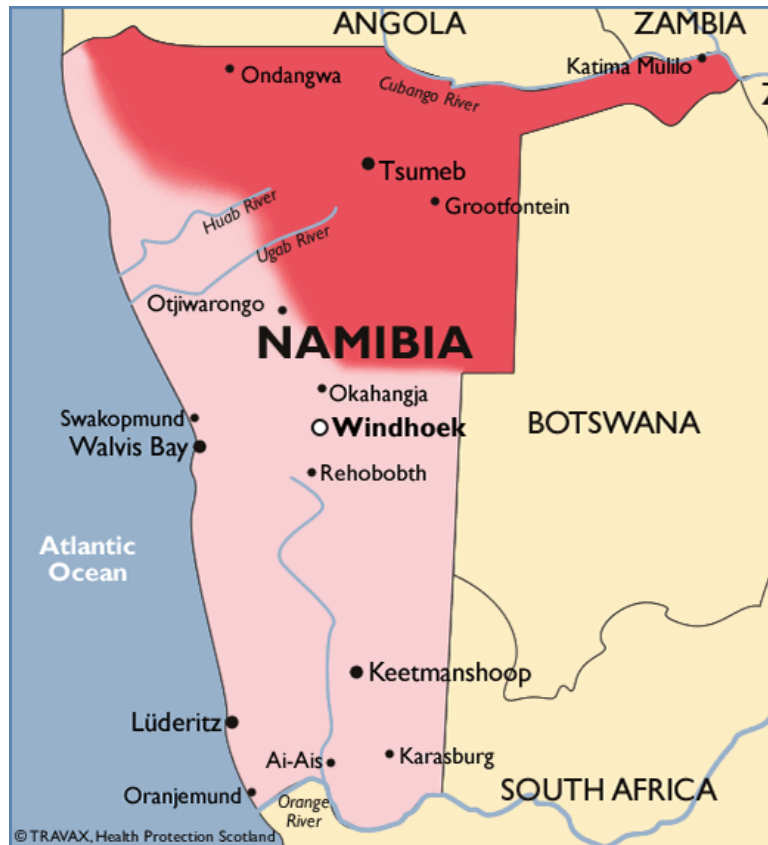 ANGOLA
ZAMBIA
Katima Mulilo
Ondangwa
Cubango River
Z
Tsumeb
Grootfontein
Huab River
Ugab River
Otjiwarongo
NAMIBIA
Okahangja
Swakopmund
Windhoek
BOTSWANA
Walvis Bay
Rehobobth
Atlantic
Ocean
Keetmanshoop
Lüderitz
Ai-Ais
Karasburg
Oranjemund
Orange
River
SOUTH AFRICA
© TRAVAX, Health Protection Scotland